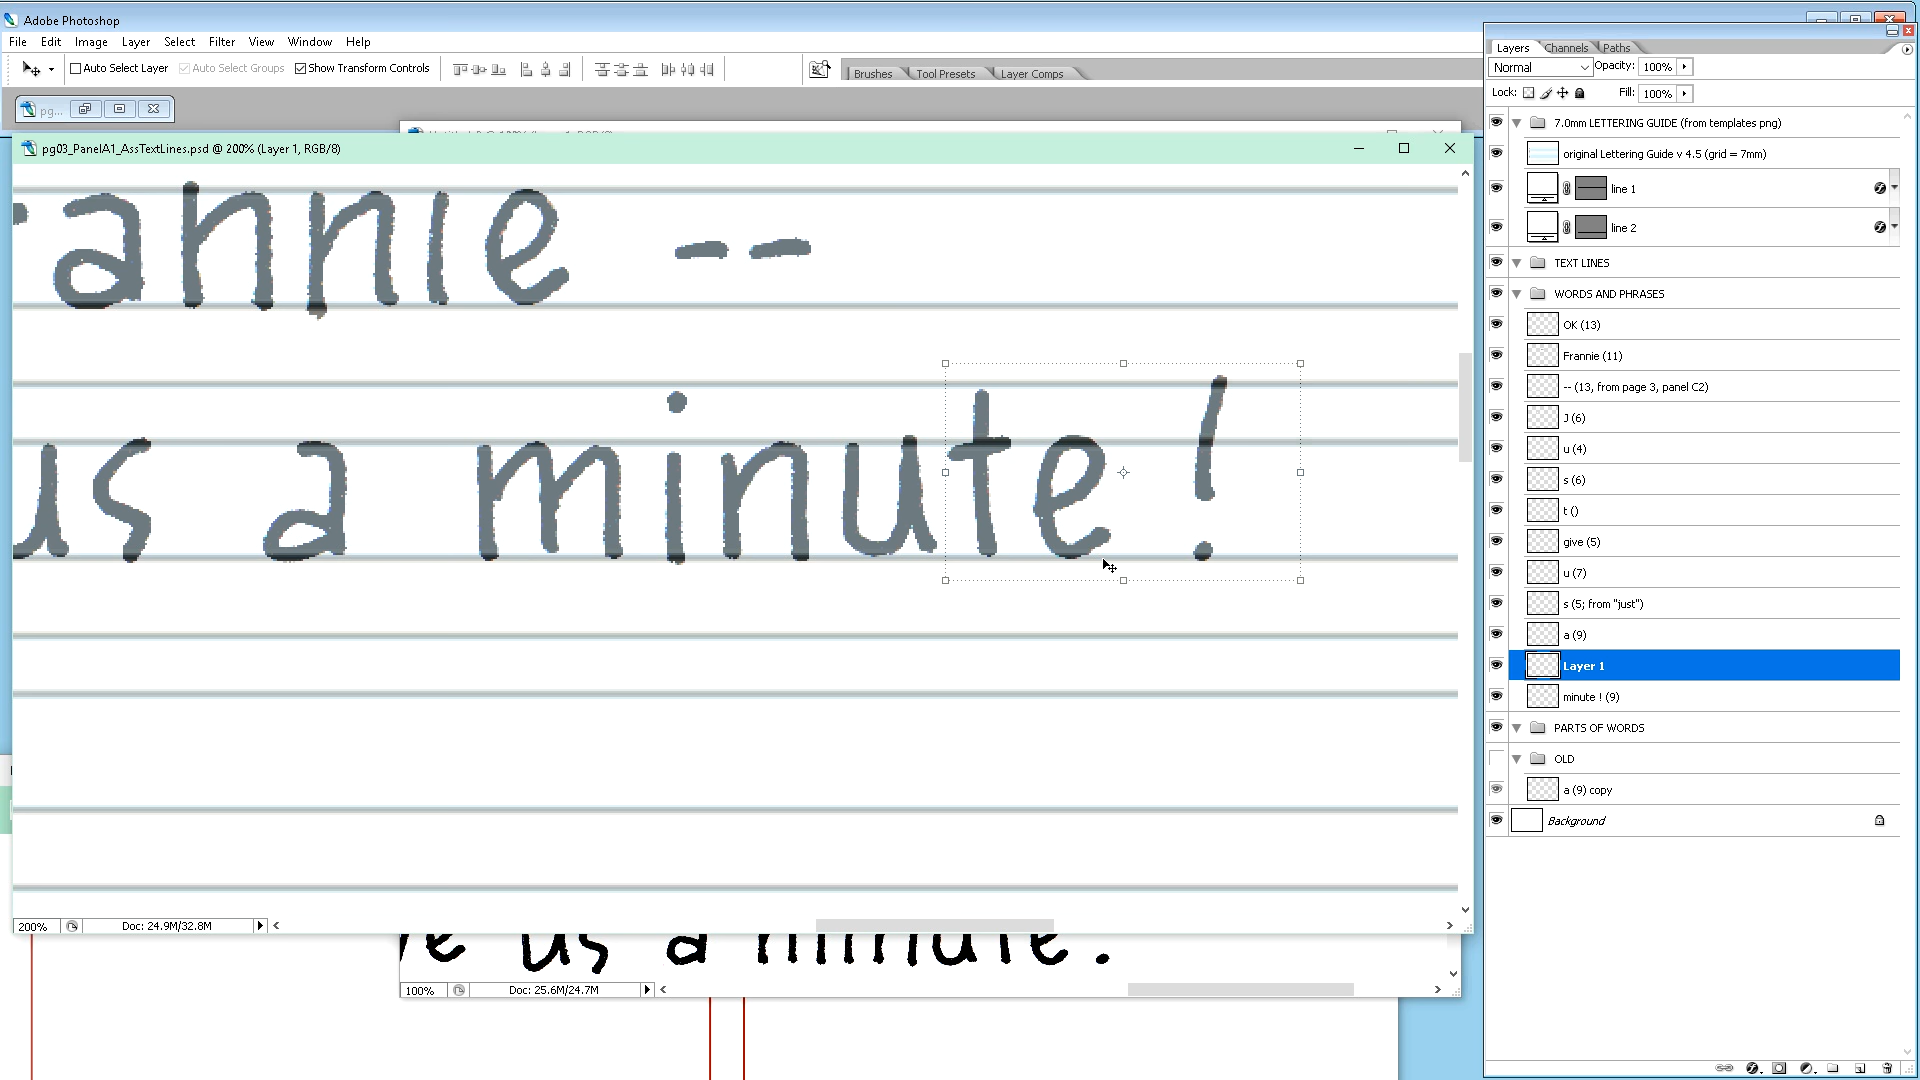 Adobe Photoshop
File Edit Image Layer Select Filter View Window Help
Auto Select Layer Auto Select Groups Show Transform Controls
Brushes Tool Presets Layer Comps
pg...
pg03_PanelA1_AssTextLines.psd @ 200% (Layer 1, RGB/8)
annie --
us a minute!
200% Doc: 24.9M/32.8M
us a minute.
100% Doc: 25.6M/24.7M
Layers Channels Paths
Normal Opacity: 100%
Lock: Fill: 100%
7.0mm LETTERING GUIDE (from templates png)
original Lettering Guide v 4.5 (grid = 7mm)
line 1
line 2
TEXT LINES
WORDS AND PHRASES
OK (13)
Frannie (11)
-- (13, from page 3, panel C2)
J (6)
u (4)
s (6)
t ()
give (5)
u (7)
s (5; from "just")
a (9)
Layer 1
minute ! (9)
PARTS OF WORDS
OLD
a (9) copy
Background